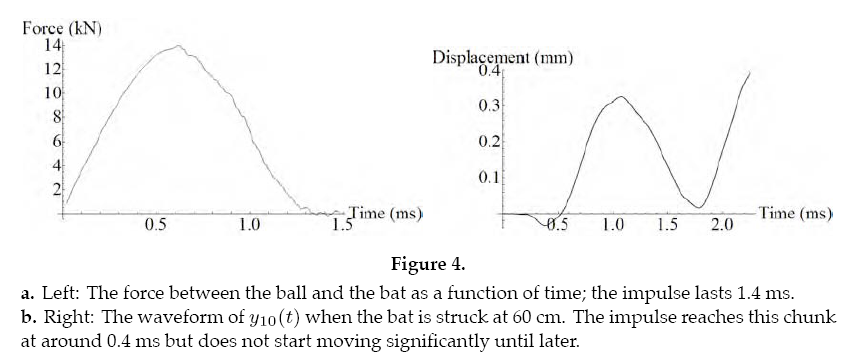 Force (kN)
14
12
10
8
6
4
2
0.5
1.0
1.5
Time (ms)
Displacement (mm)
0.4
0.3
0.2
0.1
0.5
1.0
1.5
2.0
Time (ms)
Figure 4.
a. Left: The force between the ball and the bat as a function of time; the impulse lasts 1.4 ms.
b. Right: The waveform of y10(t) when the bat is struck at 60 cm. The impulse reaches this chunk
at around 0.4 ms but does not start moving significantly until later.